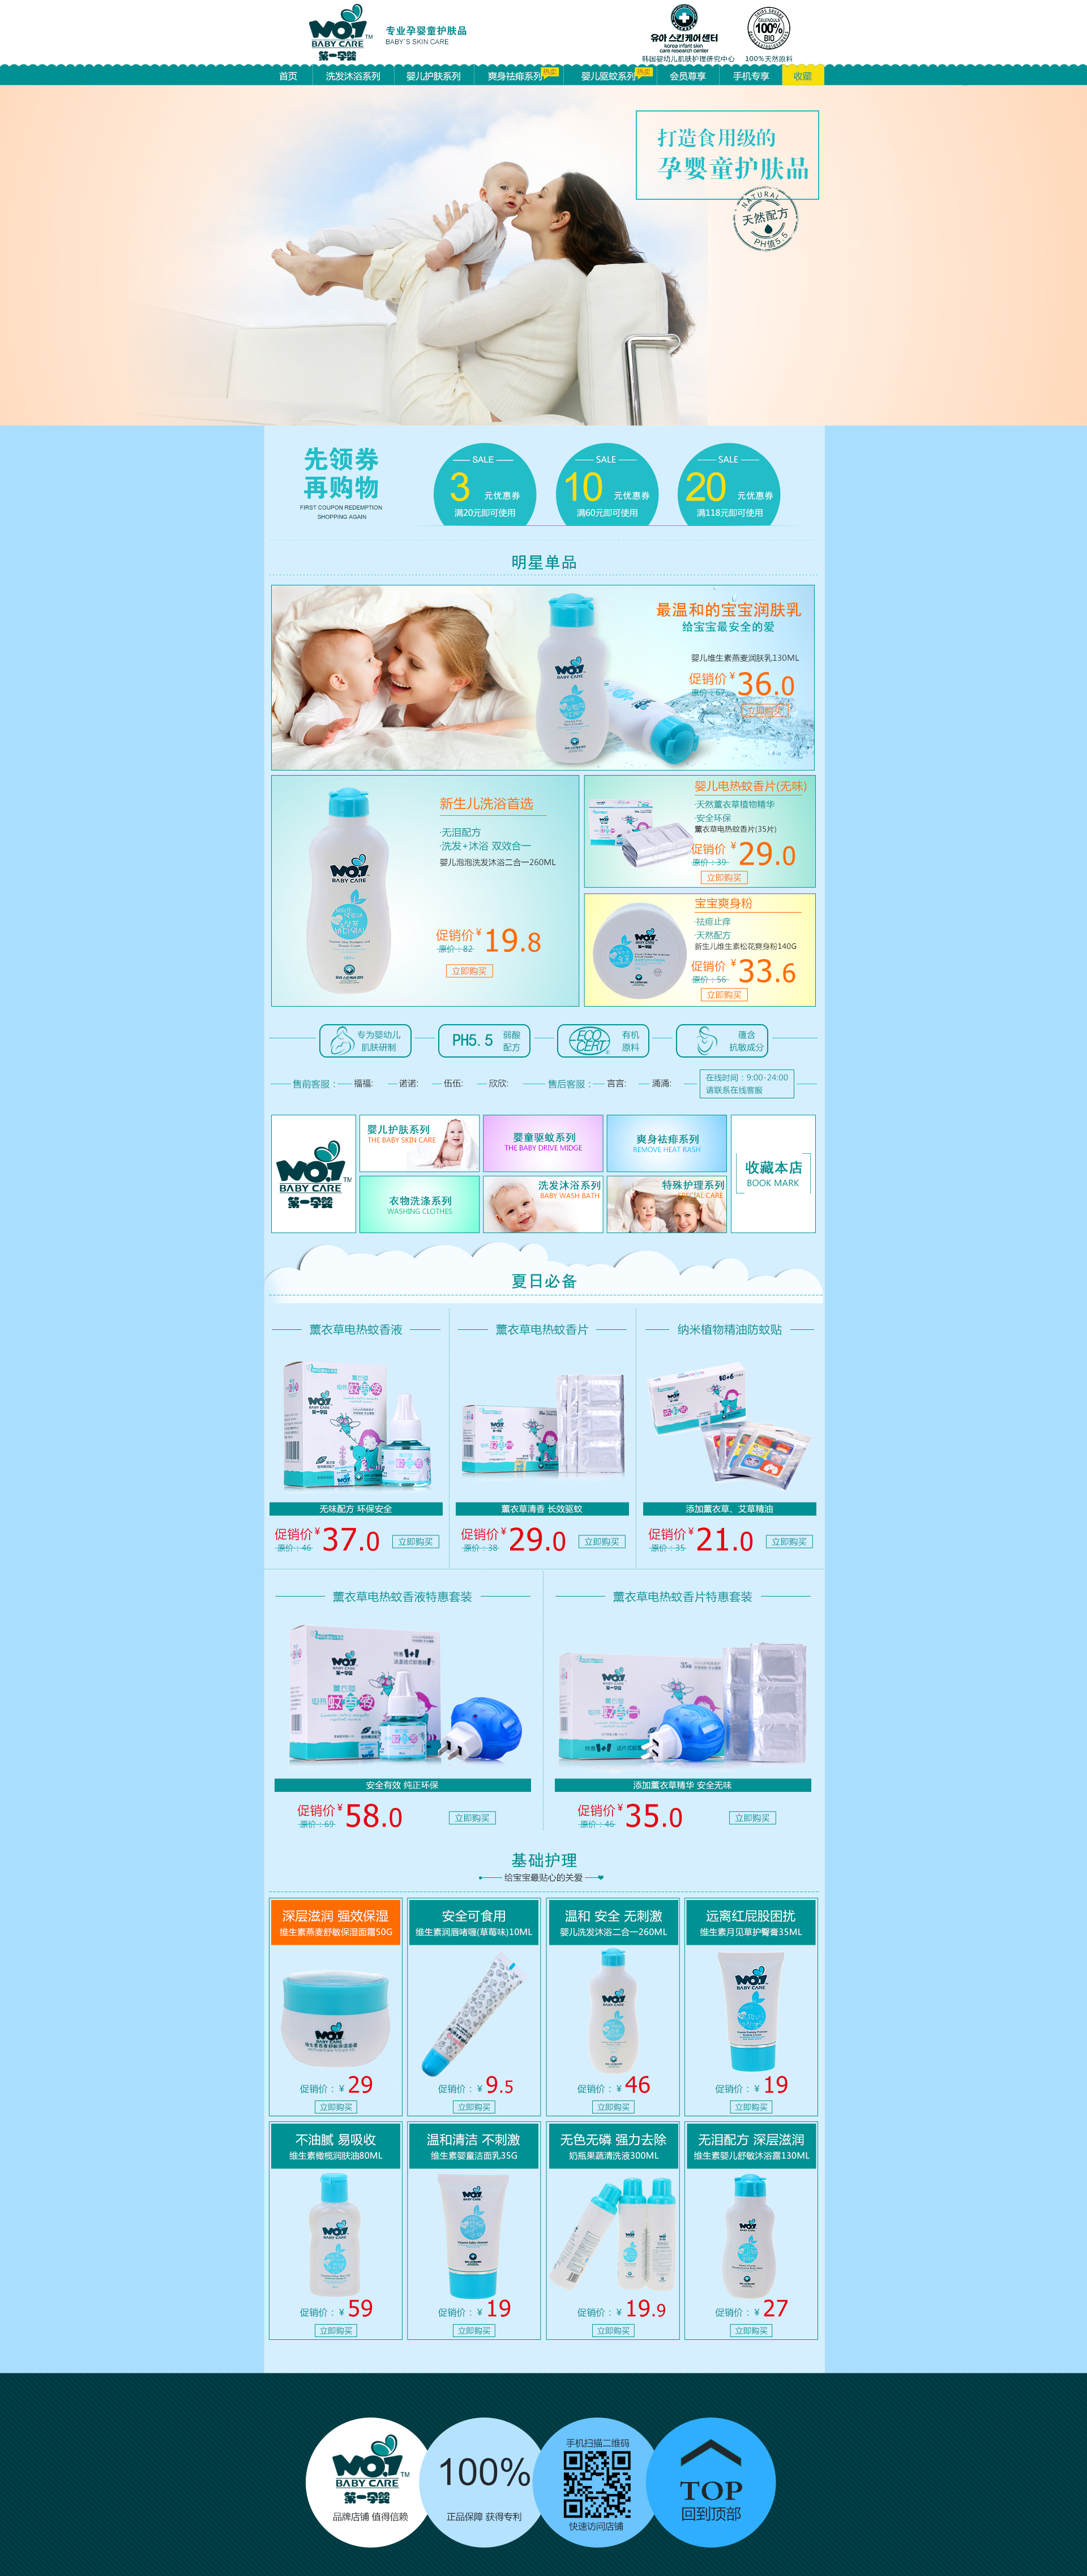 NO.1
BABY CARE
TM
第一孕婴
专业孕婴童护肤品
BABY'S SKIN CARE
유아 스킨케어센터
korea infant skin
care research center
韩国婴幼儿肌肤护理研究中心
100%
BIO
100%天然原料
首页
洗发沐浴系列
婴儿护肤系列
爽身祛痱系列
热卖
婴儿驱蚊系列
热卖
会员尊享
手机专享
收藏
打造食用级的
孕婴童护肤品
NATURAL
天然配方
PH值5.5
先领券
再购物
FIRST COUPON REDEMPTION
SHOPPING AGAIN
SALE
3 元优惠券
满20元即可使用
SALE
10 元优惠券
满60元即可使用
SALE
20 元优惠券
满118元即可使用
明星单品
最温和的宝宝润肤乳
给宝宝最安全的爱
婴儿维生素燕麦润肤乳130ML
促销价¥36.0
原价:67
立即购买
NO.1
BABY CARE
新生儿洗浴首选
·无泪配方
·洗发+沐浴 双效合一
婴儿泡泡洗发沐浴二合一260ML
促销价¥19.8
原价:82
立即购买
NO.1
BABY CARE
婴儿电热蚊香片(无味)
·天然薰衣草植物精华
·安全环保
薰衣草电热蚊香片(35片)
促销价¥29.0
原价:39
立即购买
宝宝爽身粉
·祛痱止痒
·天然配方
新生儿维生素松花爽身粉140G
促销价¥33.6
原价:56
立即购买
专为婴幼儿
肌肤研制
PH5.5
弱酸
配方
ECO
CERT
有机
原料
蕴含
抗敏成分
售前客服:
福福:
诺诺:
伍伍:
欣欣:
售后客服:
言言:
涌涌:
在线时间:9:00-24:00
请联系在线客服
NO.1
BABY CARE
TM
第一孕婴
婴儿护肤系列
THE BABY SKIN CARE
婴童驱蚊系列
THE BABY DRIVE MIDGE
爽身祛痱系列
REMOVE HEAT RASH
衣物洗涤系列
WASHING CLOTHES
洗发沐浴系列
BABY WASH BATH
特殊护理系列
SPECIAL CARE
收藏本店
BOOK MARK
夏日必备
薰衣草电热蚊香液
薰衣草电热蚊香片
纳米植物精油防蚊贴
无味配方 环保安全
薰衣草清香 长效驱蚊
添加薰衣草、艾草精油
促销价¥37.0
原价:46
立即购买
促销价¥29.0
原价:38
立即购买
促销价¥21.0
原价:35
立即购买
薰衣草电热蚊香液特惠套装
薰衣草电热蚊香片特惠套装
安全有效 纯正环保
添加薰衣草精华 安全无味
促销价¥58.0
原价:69
立即购买
促销价¥35.0
原价:46
立即购买
基础护理
给宝宝最贴心的关爱
深层滋润 强效保湿
维生素燕麦舒敏保湿面霜50G
安全可食用
维生素润唇啫喱(草莓味)10ML
温和 安全 无刺激
婴儿洗发沐浴二合一260ML
远离红屁股困扰
维生素月见草护臀膏35ML
促销价:¥29
立即购买
促销价:¥9.5
立即购买
促销价:¥46
立即购买
促销价:¥19
立即购买
不油腻 易吸收
维生素橄榄润肤油80ML
温和清洁 不刺激
维生素婴童洁面乳35G
无色无磷 强力去除
奶瓶果蔬清洗液300ML
无泪配方 深层滋润
维生素婴儿舒敏沐浴露130ML
促销价:¥59
立即购买
促销价:¥19
立即购买
促销价:¥19.9
立即购买
促销价:¥27
立即购买
NO.1
BABY CARE
TM
第一孕婴
品牌店铺 值得信赖
100%
正品保障 获得专利
手机扫描二维码
快速访问店铺
TOP
回到顶部